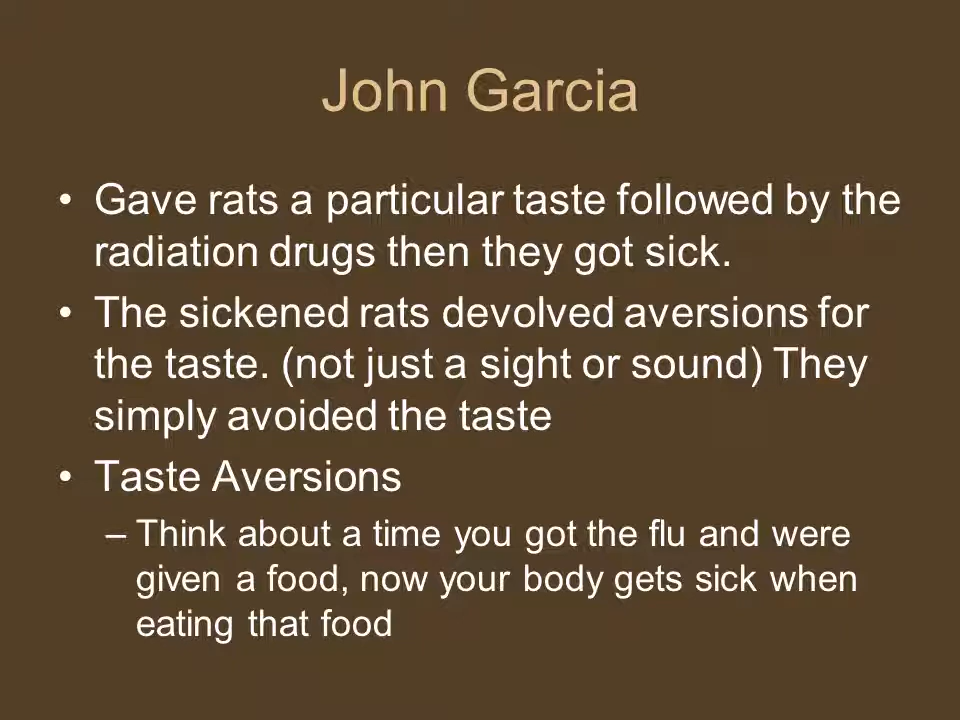 John Garcia
• Gave rats a particular taste followed by the
radiation drugs then they got sick.
• The sickened rats devolved aversions for
the taste. (not just a sight or sound) They
simply avoided the taste
• Taste Aversions
– Think about a time you got the flu and were
given a food, now your body gets sick when
eating that food